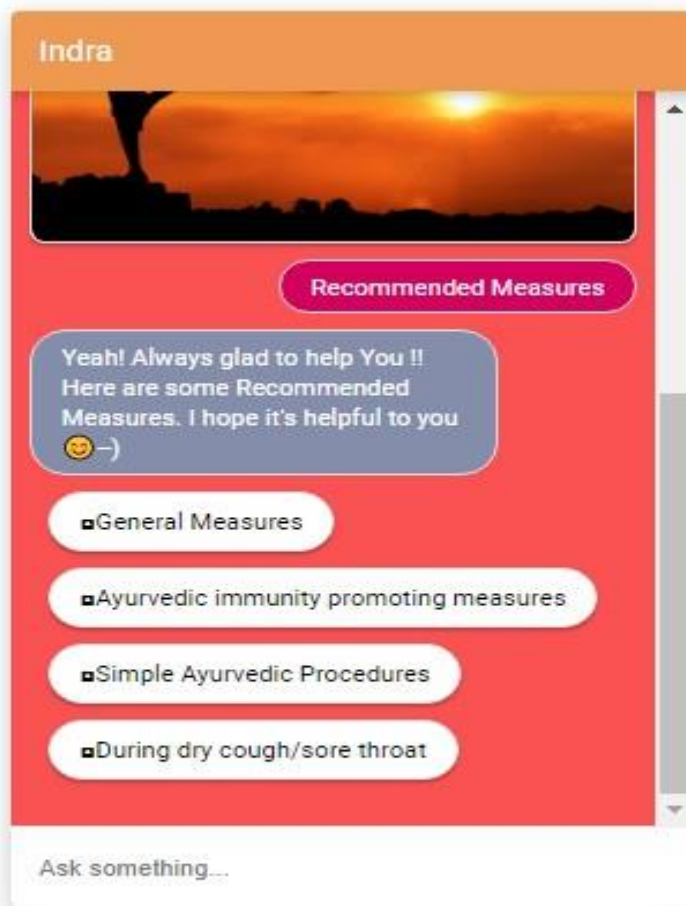 Indra
Recommended Measures
Yeah! Always glad to help You !!
Here are some Recommended
Measures. I hope it's helpful to you
😊–)
◘General Measures
◘Ayurvedic immunity promoting measures
◘Simple Ayurvedic Procedures
◘During dry cough/sore throat
Ask something...